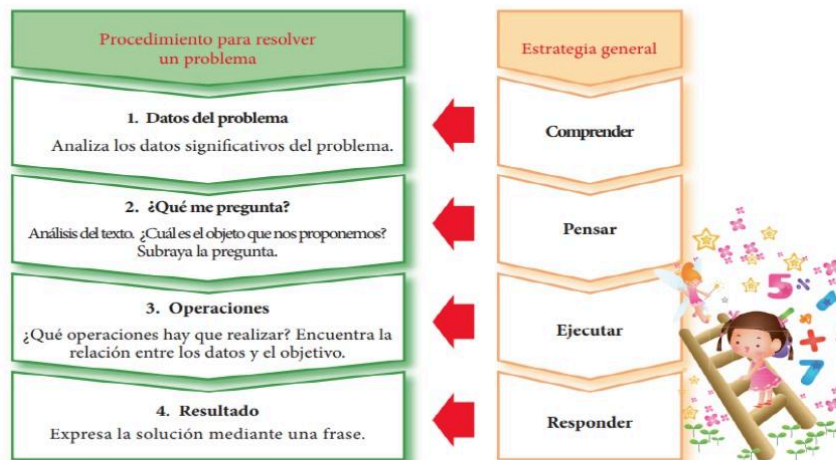 Procedimiento para resolver
un problema
Estrategia general
1. Datos del problema
Analiza los datos significativos del problema.
Comprender
2. ¿Qué me pregunta?
Análisis del texto. ¿Cuál es el objeto que nos proponemos?
Subraya la pregunta.
Pensar
3. Operaciones
¿Qué operaciones hay que realizar? Encuentra la
relación entre los datos y el objetivo.
Ejecutar
4. Resultado
Expresa la solución mediante una frase.
Responder
5 %
+
7